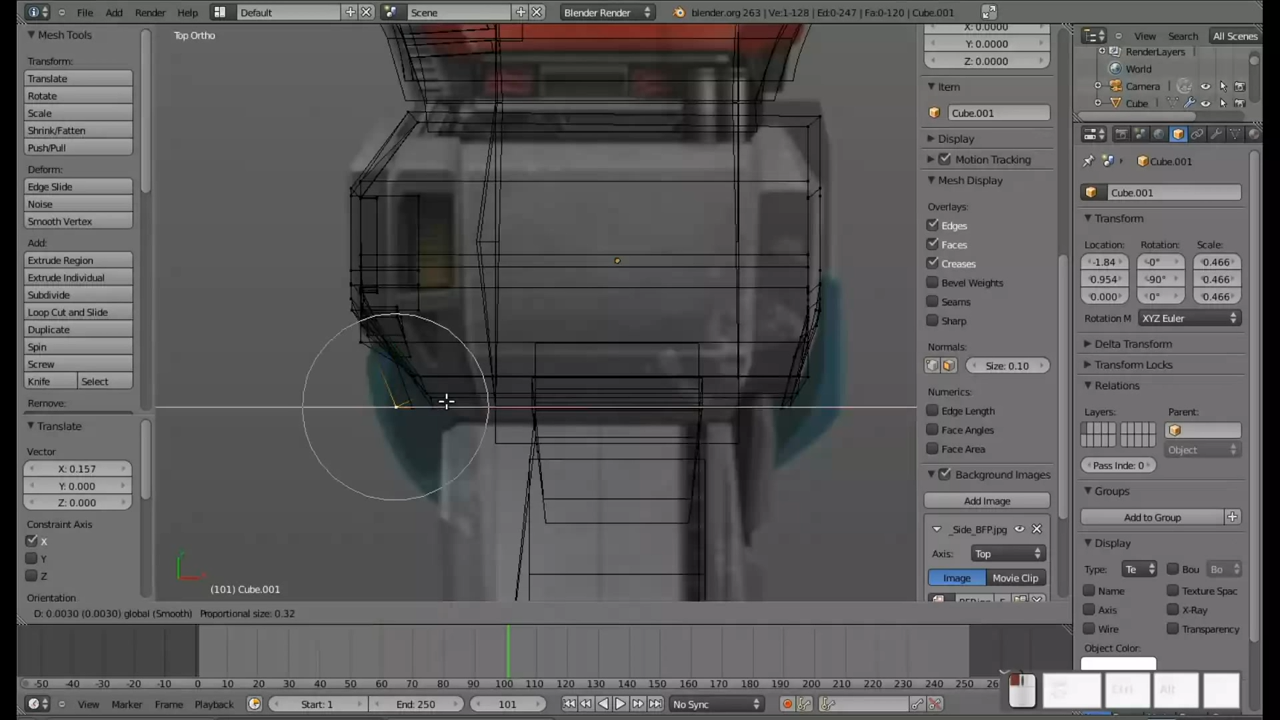 File Add Render Help Default Scene Blender Render blender.org 263 | Ve:1-128 | Ed:0-247 | Fa:0-120 | Cube.001
Mesh Tools
Transform:
Translate
Rotate
Scale
Shrink/Fatten
Push/Pull
Deform:
Edge Slide
Noise
Smooth Vertex
Add:
Extrude Region
Extrude Individual
Subdivide
Loop Cut and Slide
Duplicate
Spin
Screw
Knife Select
Remove:
Translate
Vector
X: 0.157
Y: 0.000
Z: 0.000
Constraint Axis
X
Y
Z
Orientation
Top Ortho
(101) Cube.001
D: 0.0030 (0.0030) global (Smooth) Proportional size: 0.32
X: 0.0000
Y: 0.0000
Z: 0.0000
Item
Cube.001
Display
Motion Tracking
Mesh Display
Overlays:
Edges
Faces
Creases
Bevel Weights
Seams
Sharp
Normals:
Size: 0.10
Numerics:
Edge Length
Face Angles
Face Area
Background Images
Add Image
_Side_BFP.jpg
Axis: Top
Image Movie Clip
View Search All Scenes
RenderLayers
World
Camera
Cube
Cube.001
Cube.001
Transform
Location: Rotation: Scale:
-1.84 -0° 0.466
0.954 -90° 0.466
0.000 0° 0.466
Rotation M XYZ Euler
Delta Transform
Transform Locks
Relations
Layers: Parent:
Object
Pass Inde: 0
Groups
Add to Group
Display
Type: Te Bou Bo
Name Texture Spac
Axis X-Ray
Wire Transparency
Object Color:
-50 -40 -30 -20 -10 0 10 20 30 40 50 60 70 80 90 100 110 120 130 140 150 160 170 180 190 200 210 220 230 240 250
View Marker Frame Playback Start: 1 End: 250 101 No Sync
Ctrl Alt